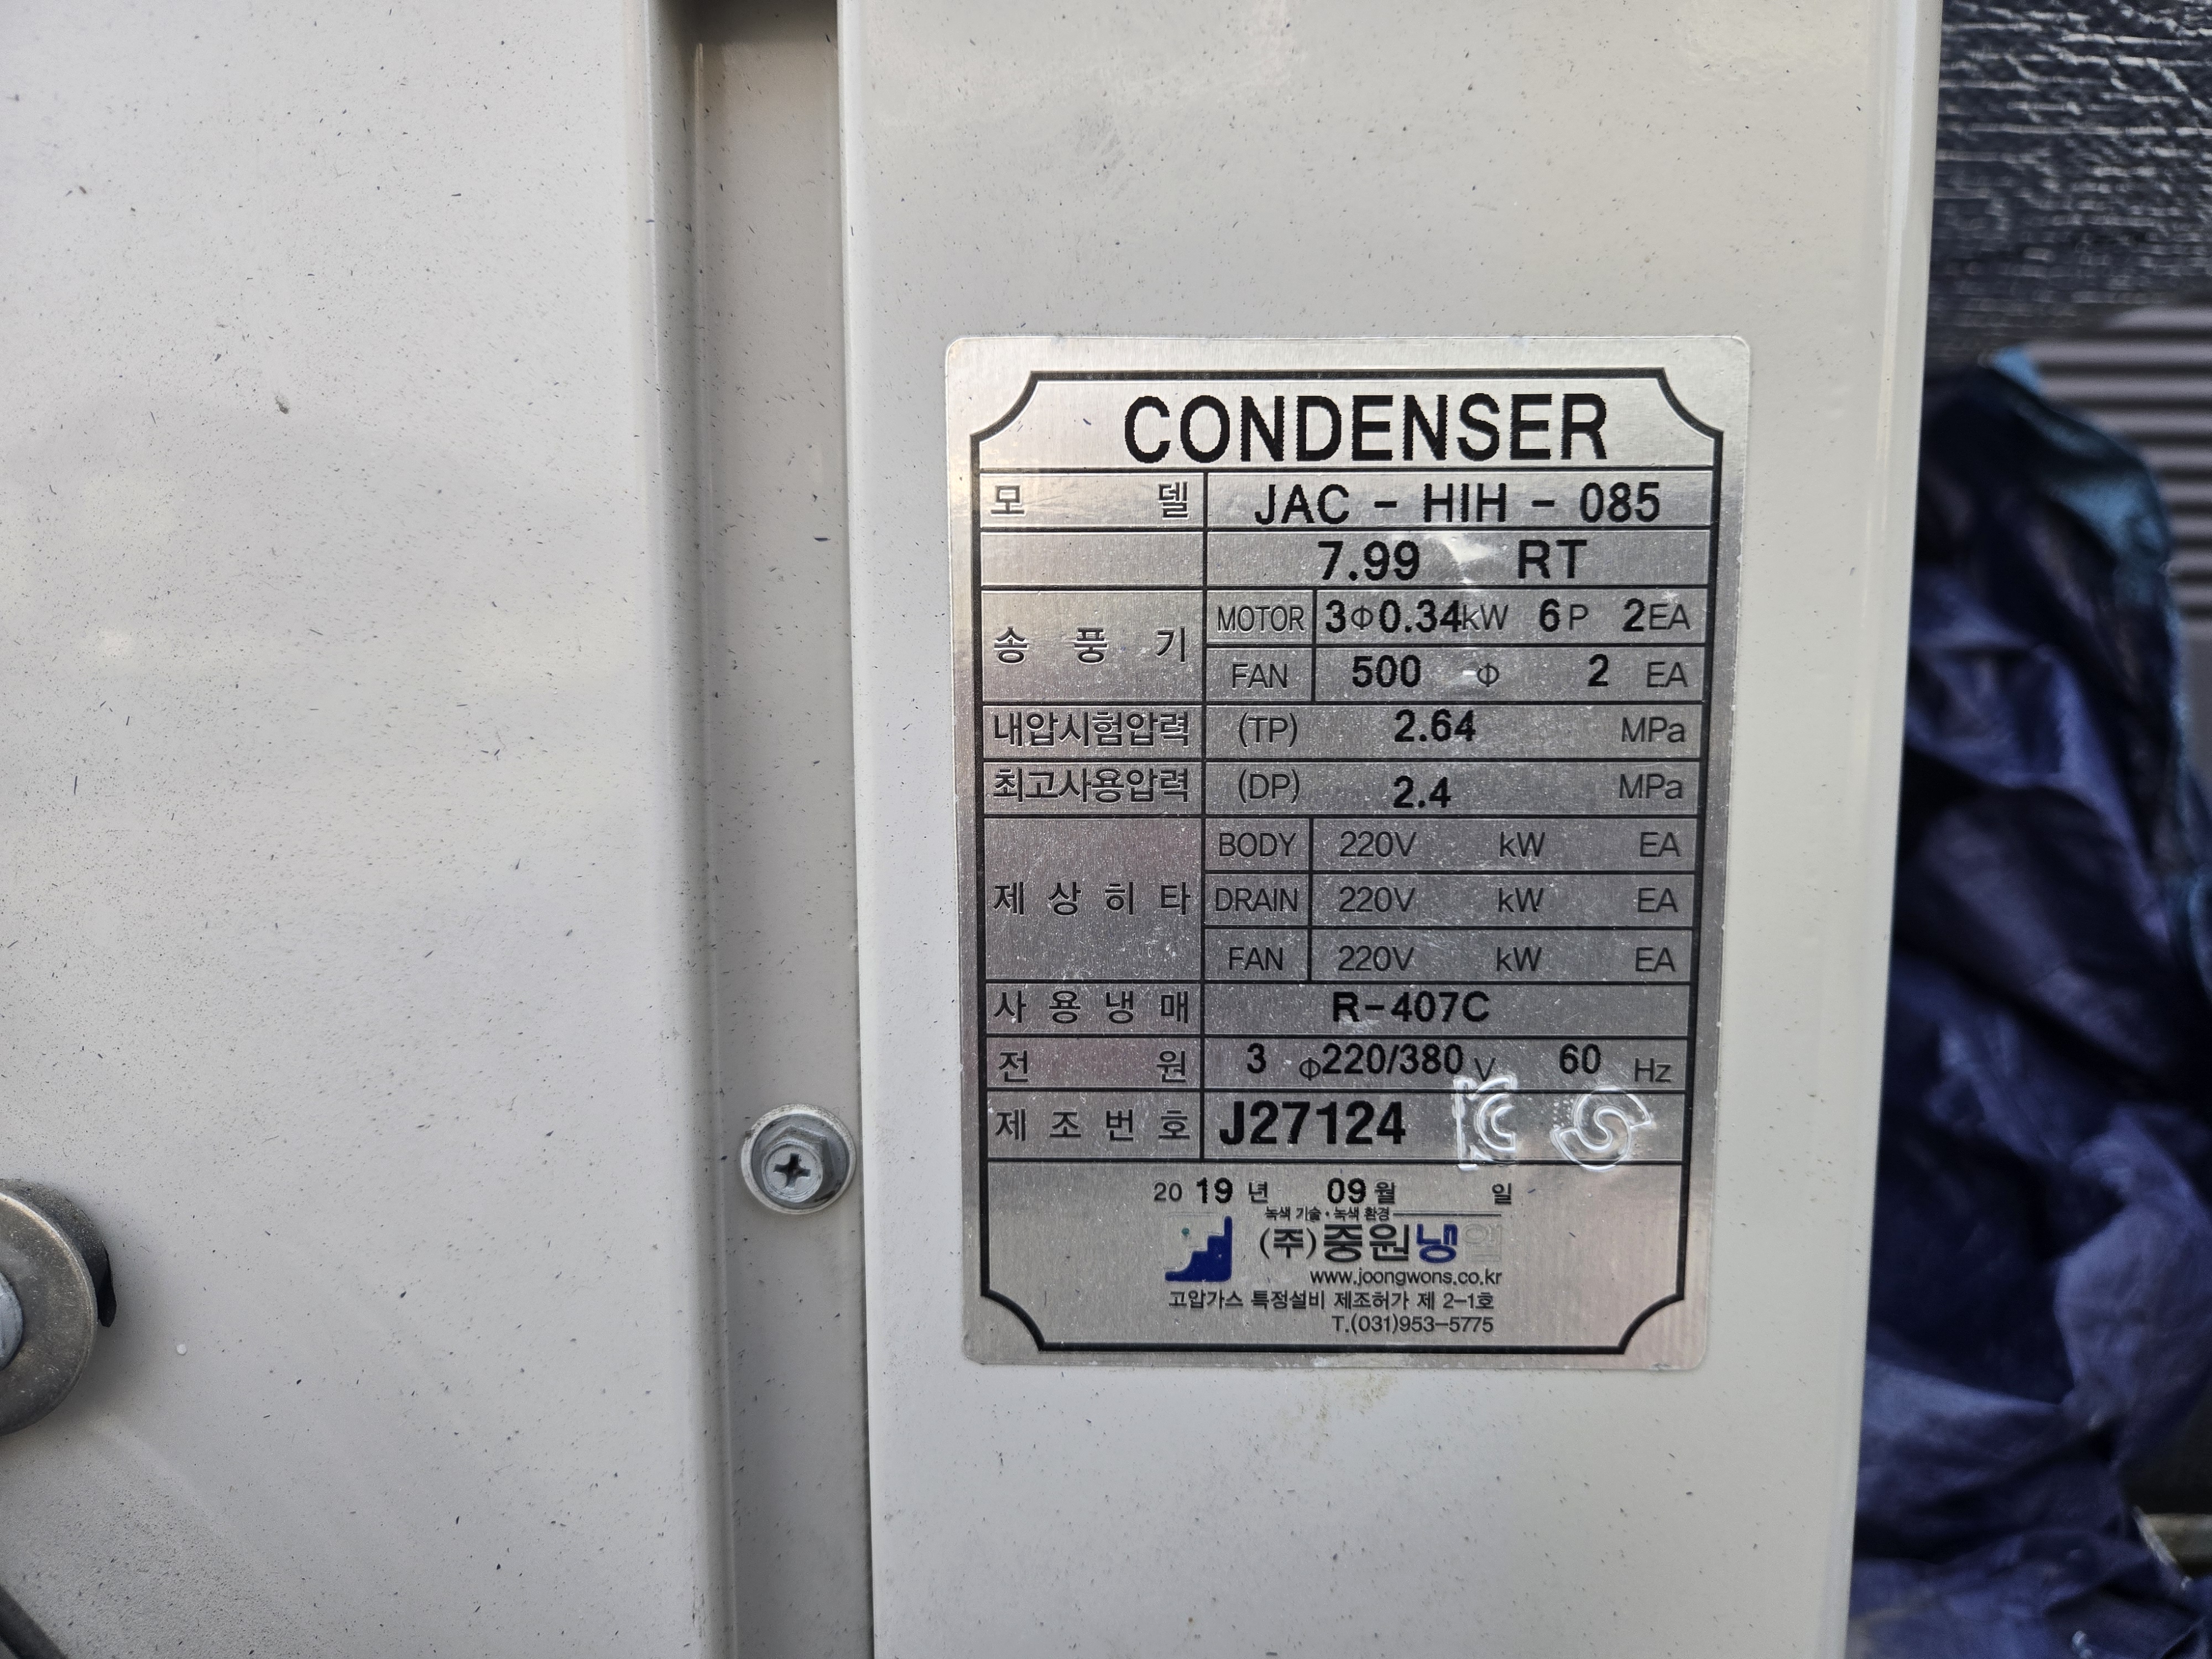 CONDENSER
모 델 JAC - HIH - 085
7.99 RT
송 풍 기 MOTOR 3Φ0.34kW 6P 2EA
FAN 500 Φ 2 EA
내압시험압력 (TP) 2.64 MPa
최고사용압력 (DP) 2.4 MPa
제 상 히 타 BODY 220V kW EA
DRAIN 220V kW EA
FAN 220V kW EA
사 용 냉 매 R-407C
전 원 3 Φ220/380 V 60 Hz
제 조 번 호 J27124
2019 년 09 월 일
녹색 기술·녹색 환경
(주)중원냉열
www.joongwons.co.kr
고압가스 특정설비 제조허가 제 2-1호
T.(031)953-5775